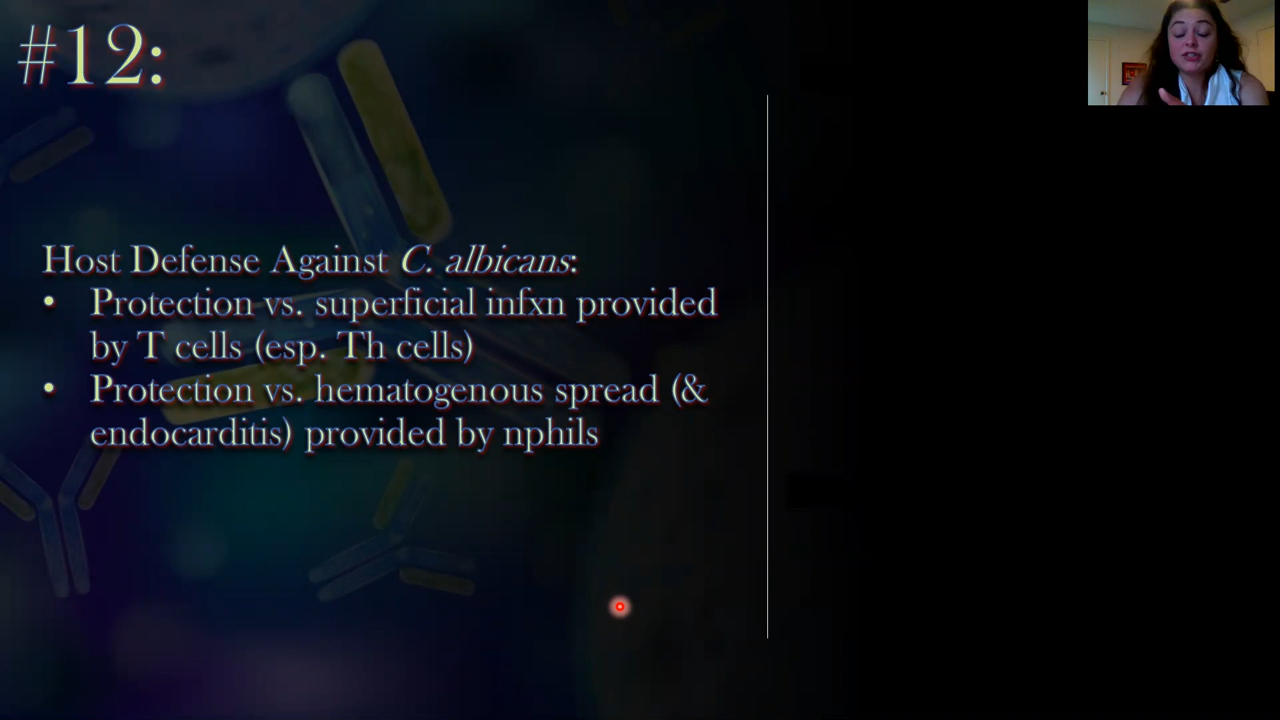 #12:
Host Defense Against C. albicans:
• Protection vs. superficial infxn provided
by T cells (esp. Th cells)
• Protection vs. hematogenous spread (&
endocarditis) provided by nphils